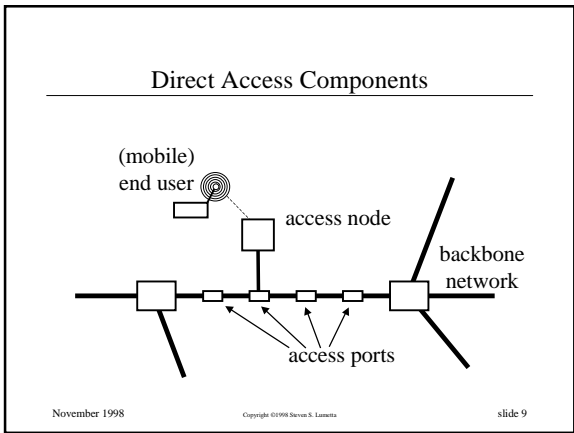 Direct Access Components
(mobile)
end user
access node
backbone
network
access ports
November 1998
Copyright ©1998 Steven S. Lumetta
slide 9